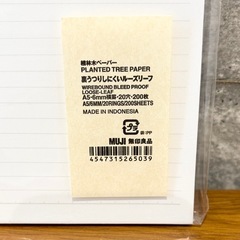 植林木ペーパー
PLANTED TREE PAPER
裏うつりしにくいルーズリーフ
WIREBOUND BLEED PROOF
LOOSE-LEAF
A5・6mm横罫・20穴・200枚
A5/6MM/20RINGS/200SHEETS
MADE IN INDONESIA
袋:PP
MUJI 無印良品
4547315265039